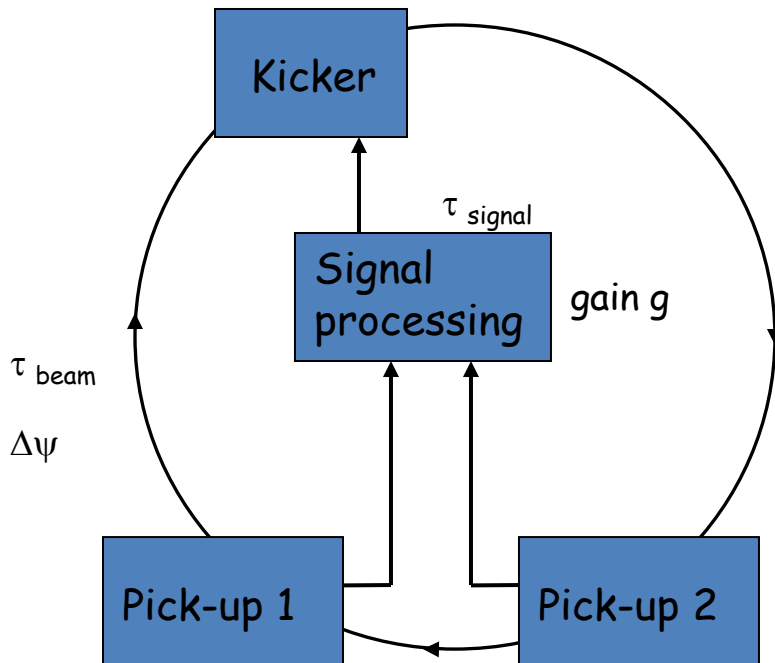 Kicker
τ signal
Signal
processing
gain g
τ beam
Δψ
Pick-up 1
Pick-up 2